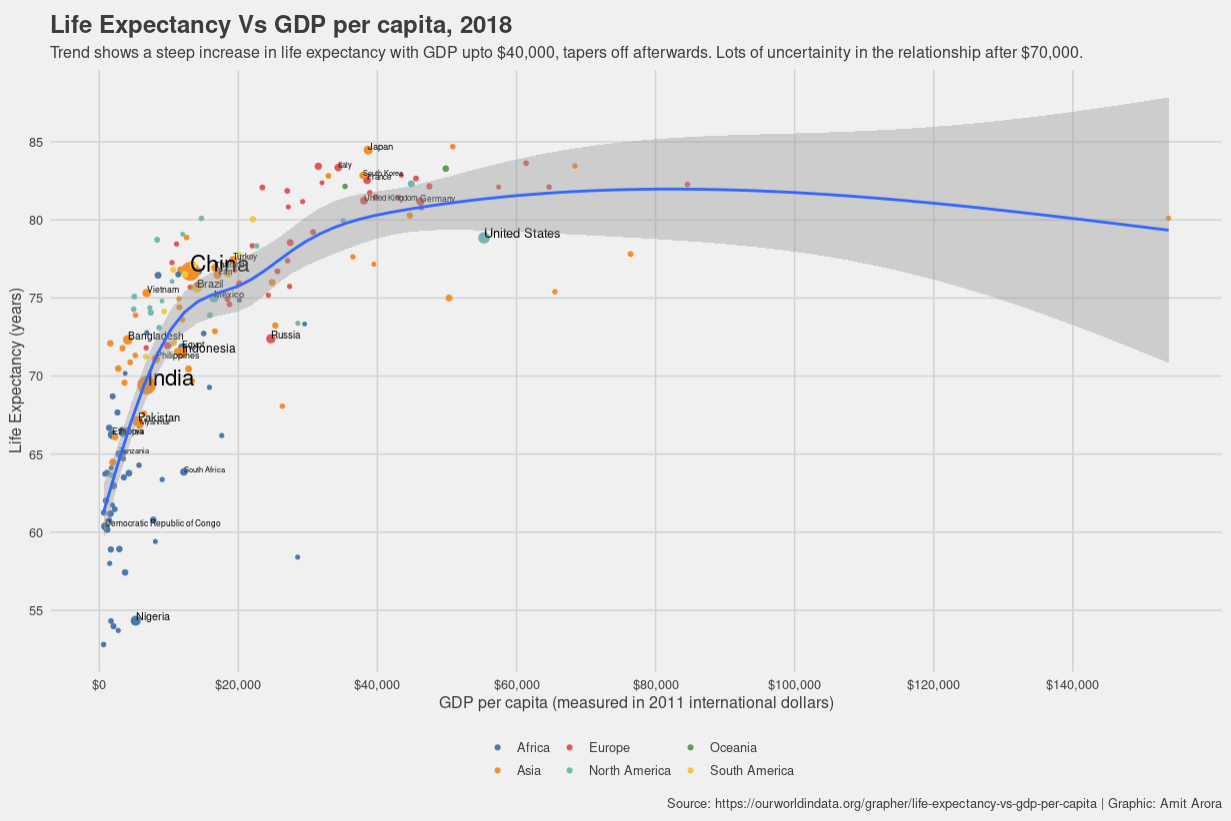 Life Expectancy Vs GDP per capita, 2018
Trend shows a steep increase in life expectancy with GDP upto $40,000, tapers off afterwards. Lots of uncertainity in the relationship after $70,000.
Life Expectancy (years)
85
80
75
70
65
60
55
Japan
Italy
South Korea
France
United Kingdom
Germany
United States
Turkey
China
Iran
Brazil
Vietnam
Mexico
Bangladesh
Russia
Egypt
Indonesia
Philippines
India
Pakistan
Myanmar
Ethiopia
Tanzania
South Africa
Democratic Republic of Congo
Nigeria
$0
$20,000
$40,000
$60,000
$80,000
$100,000
$120,000
$140,000
GDP per capita (measured in 2011 international dollars)
Africa
Europe
Oceania
Asia
North America
South America
Source: https://ourworldindata.org/grapher/life-expectancy-vs-gdp-per-capita | Graphic: Amit Arora